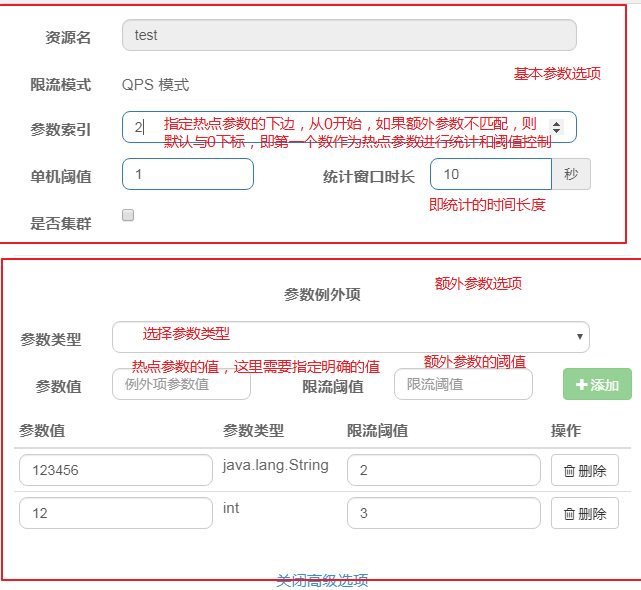 资源名 test
限流模式 QPS 模式 基本参数选项
参数索引 2 指定热点参数的下边，从0开始，如果额外参数不匹配，则
默认与0下标，即第一个数作为热点参数进行统计和阈值控制
单机阈值 1 统计窗口时长 10 秒
即统计的时间长度
是否集群
参数例外项 额外参数选项
参数类型 选择参数类型
热点参数的值，这里需要指定明确的值 额外参数的阈值
参数值 例外项参数值 限流阈值 限流阈值 添加
参数值 参数类型 限流阈值 操作
123456 java.lang.String 2 删除
12 int 3 删除
关闭高级选项